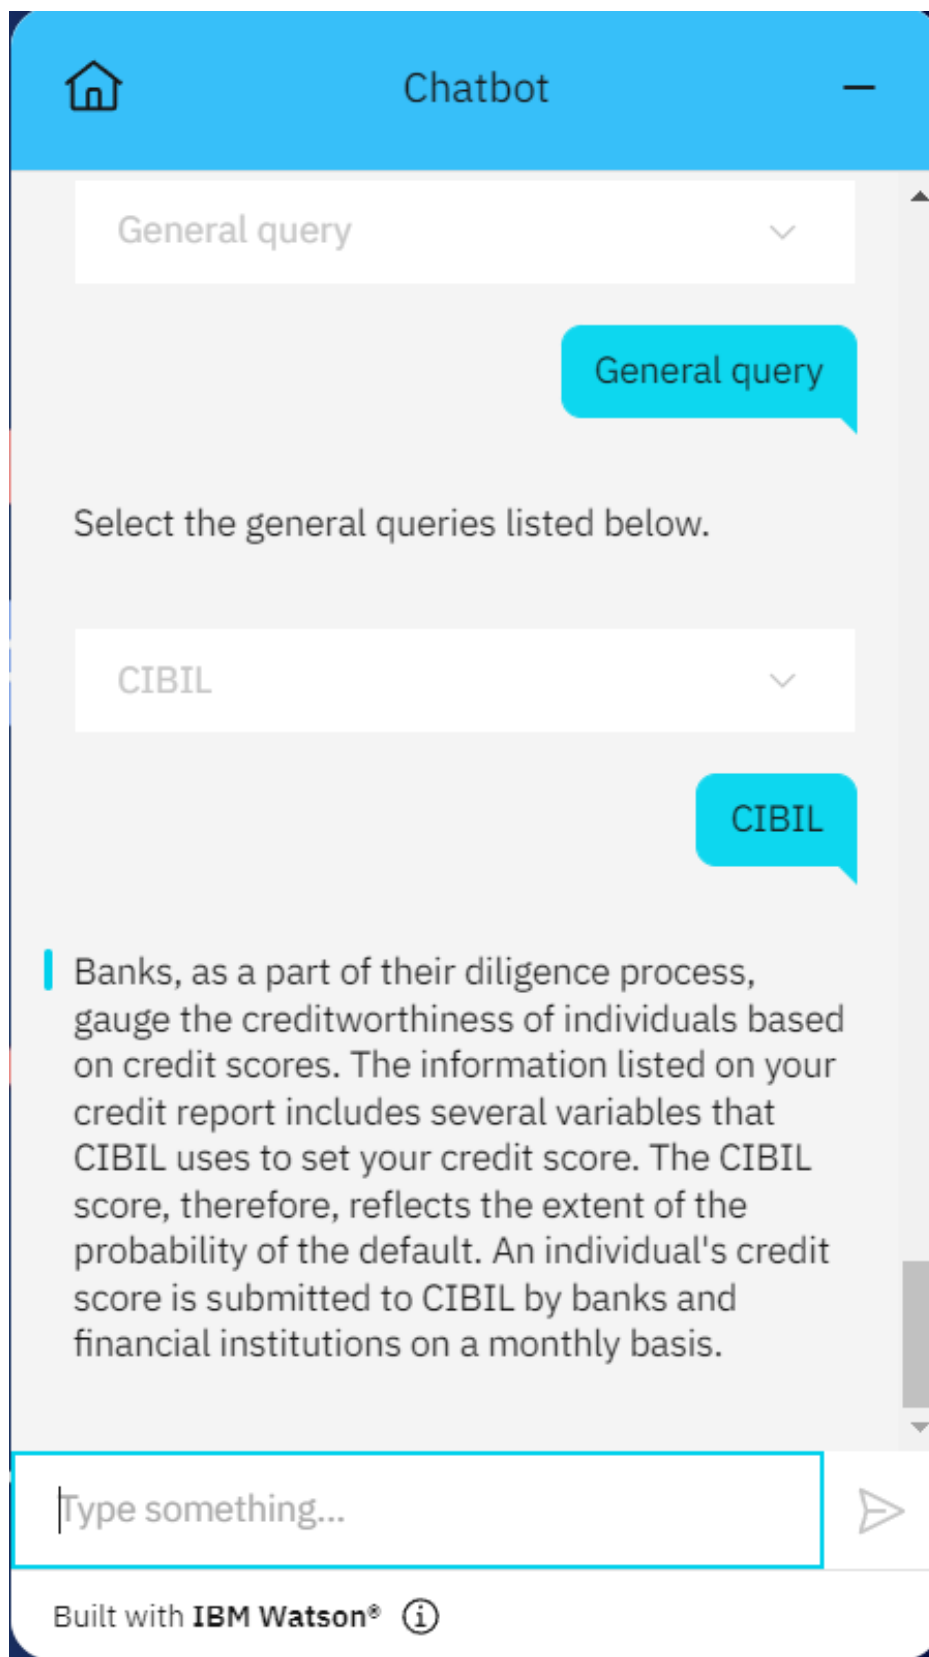 Chatbot
General query
General query
Select the general queries listed below.
CIBIL
CIBIL
Banks, as a part of their diligence process,
gauge the creditworthiness of individuals based
on credit scores. The information listed on your
credit report includes several variables that
CIBIL uses to set your credit score. The CIBIL
score, therefore, reflects the extent of the
probability of the default. An individual's credit
score is submitted to CIBIL by banks and
financial institutions on a monthly basis.
Type something...
Built with IBM Watson®